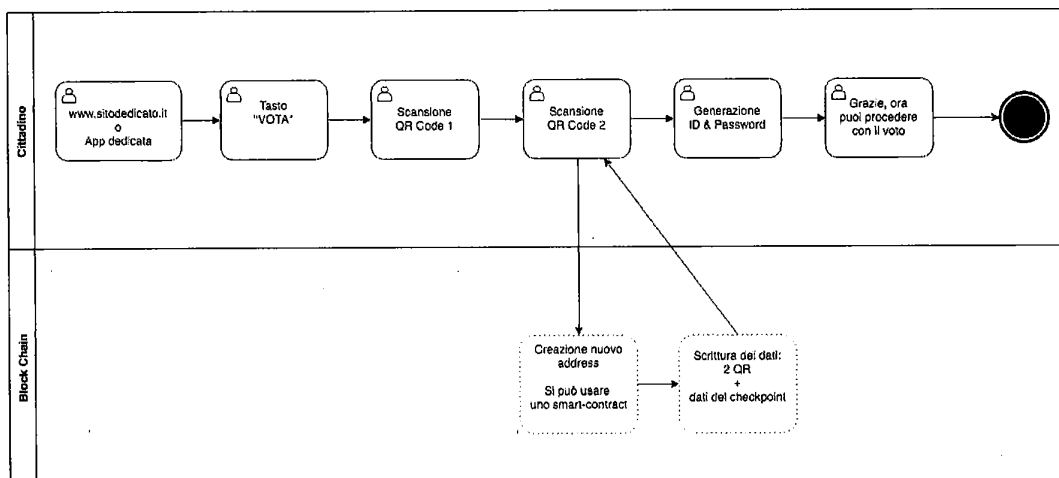 Cittadino
www.sitodedicato.it
o
App dedicata
Tasto
"VOTA"
Scansione
QR Code 1
Scansione
QR Code 2
Generazione
ID & Password
Grazie, ora
puoi procedere
con il voto
Block Chain
Creazione nuovo
address
Si può usare
uno smart-contract
Scrittura dei dati:
2 QR
+
dati del checkpoint